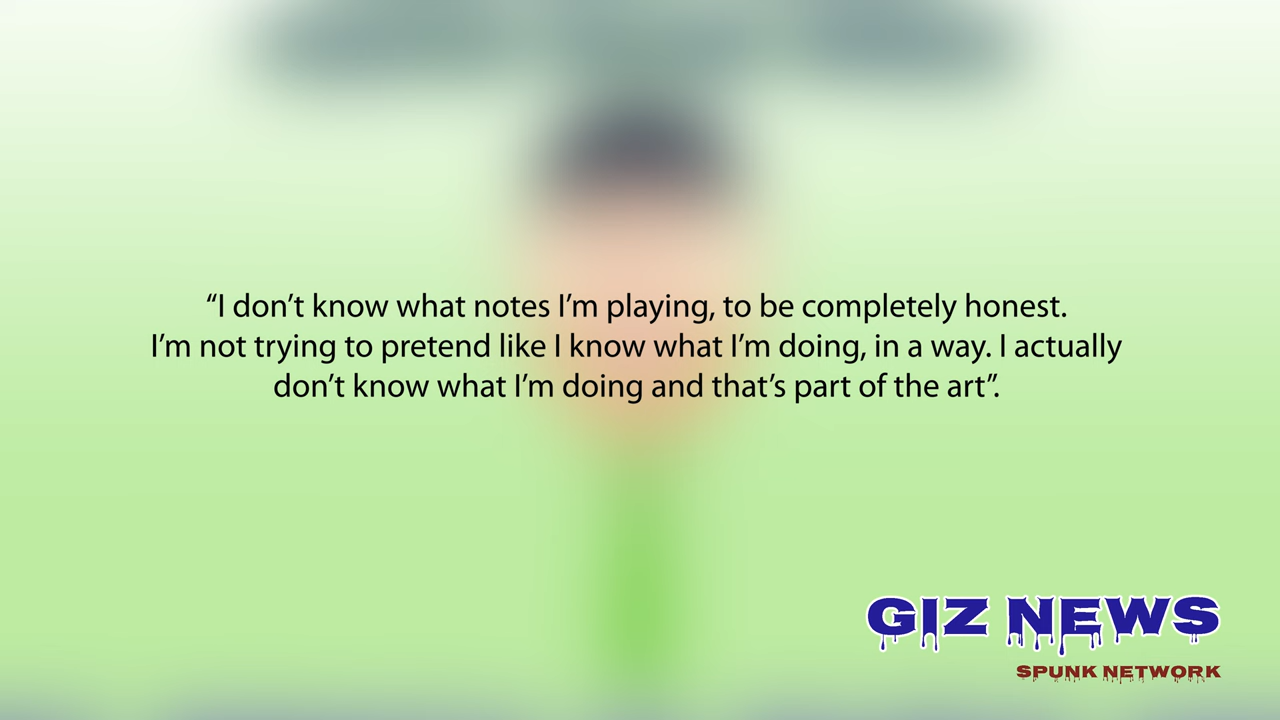 “I don’t know what notes I’m playing, to be completely honest.
I’m not trying to pretend like I know what I’m doing, in a way. I actually
don’t know what I’m doing and that’s part of the art”.
GIZ NEWS
SPUNK NETWORK